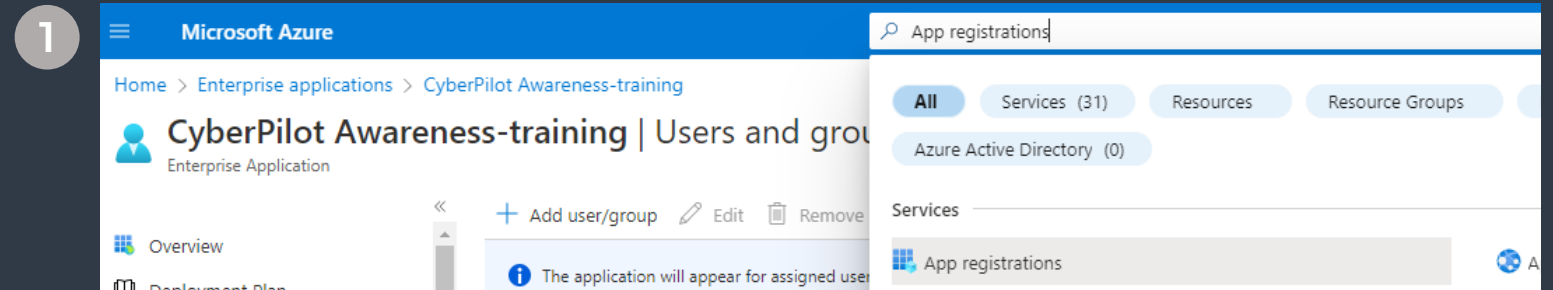 1
Microsoft Azure
App registrations
Home > Enterprise applications > CyberPilot Awareness-training
All Services (31) Resources Resource Groups
CyberPilot Awareness-training | Users and grou
Azure Active Directory (0)
Enterprise Application
Services
Add user/group Edit Remove
Overview
App registrations A
The application will appear for assigned user
Deployment Plan